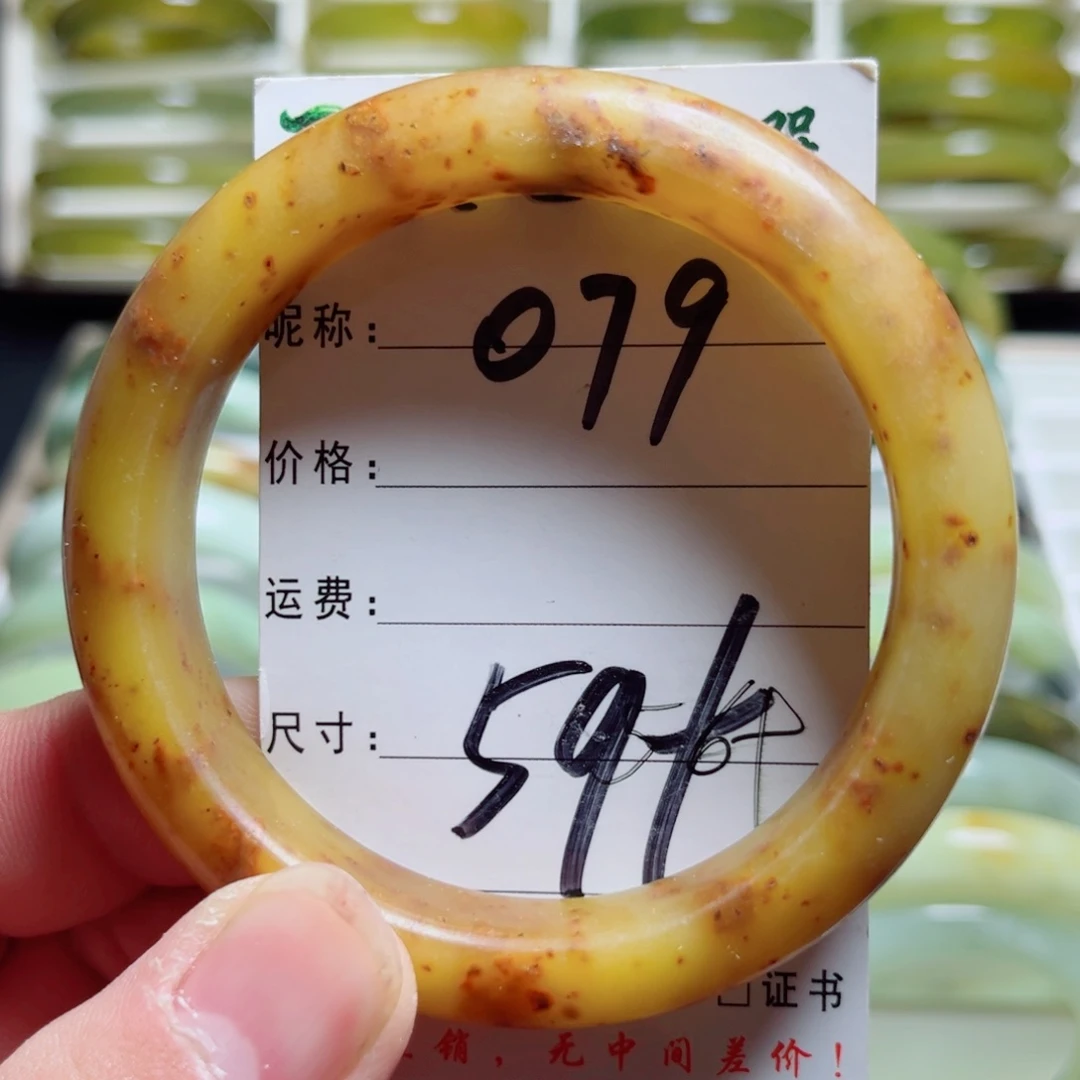 昵称： 079
价格：
运费：
尺寸： 59
□证书
销，无中间差价！